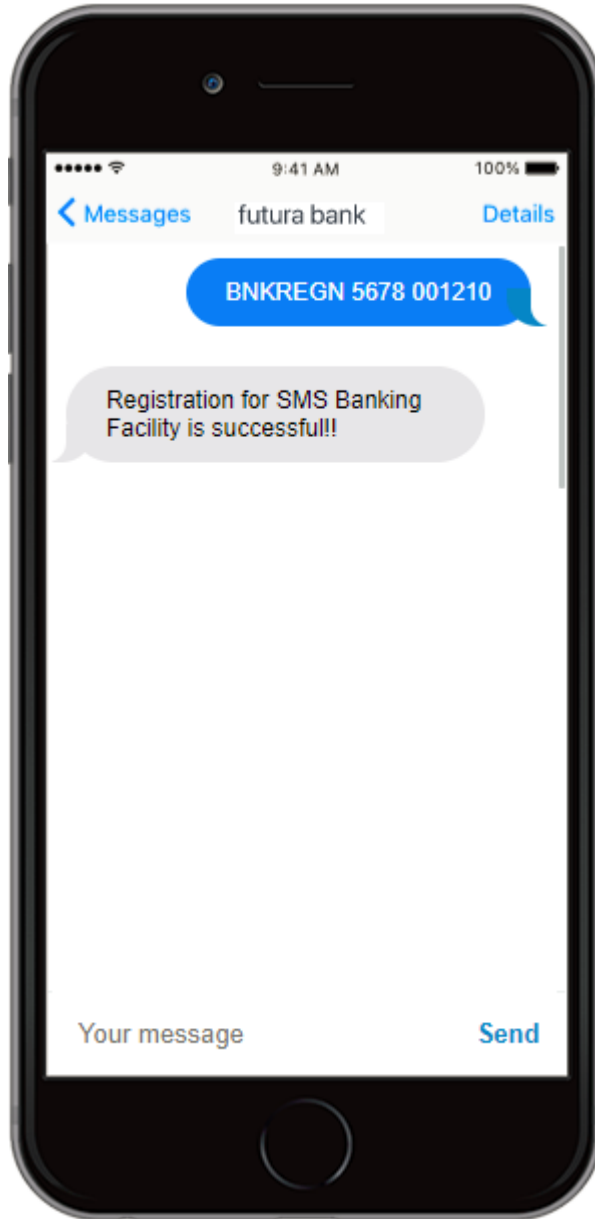 9:41 AM
100%
Messages
futura bank
Details
BNKREGN 5678 001210
Registration for SMS Banking
Facility is successful!!
Your message
Send